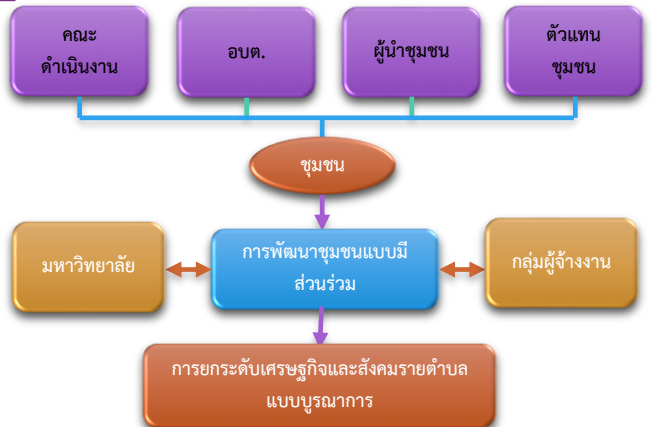 คณะ
ดำเนินงาน
อบต.
ผู้นำชุมชน
ตัวแทน
ชุมชน
ชุมชน
มหาวิทยาลัย
การพัฒนาชุมชนแบบมี
ส่วนร่วม
กลุ่มผู้จ้างงาน
การยกระดับเศรษฐกิจและสังคมรายตำบล
แบบบูรณาการ